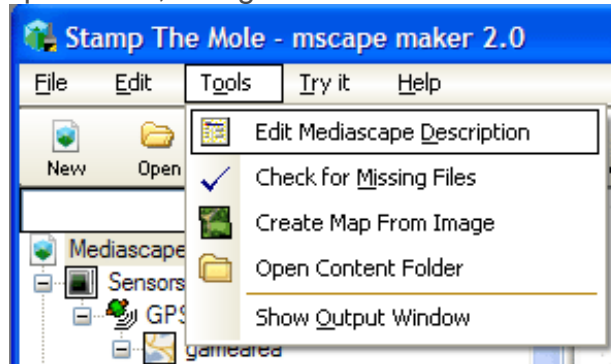 Stamp The Mole - mscape maker 2.0
File Edit Tools Try it Help
Edit Mediascape Description
New Open
Check for Missing Files
Create Map From Image
Mediascape
Open Content Folder
Sensors
GPS
Show Output Window
gamearea